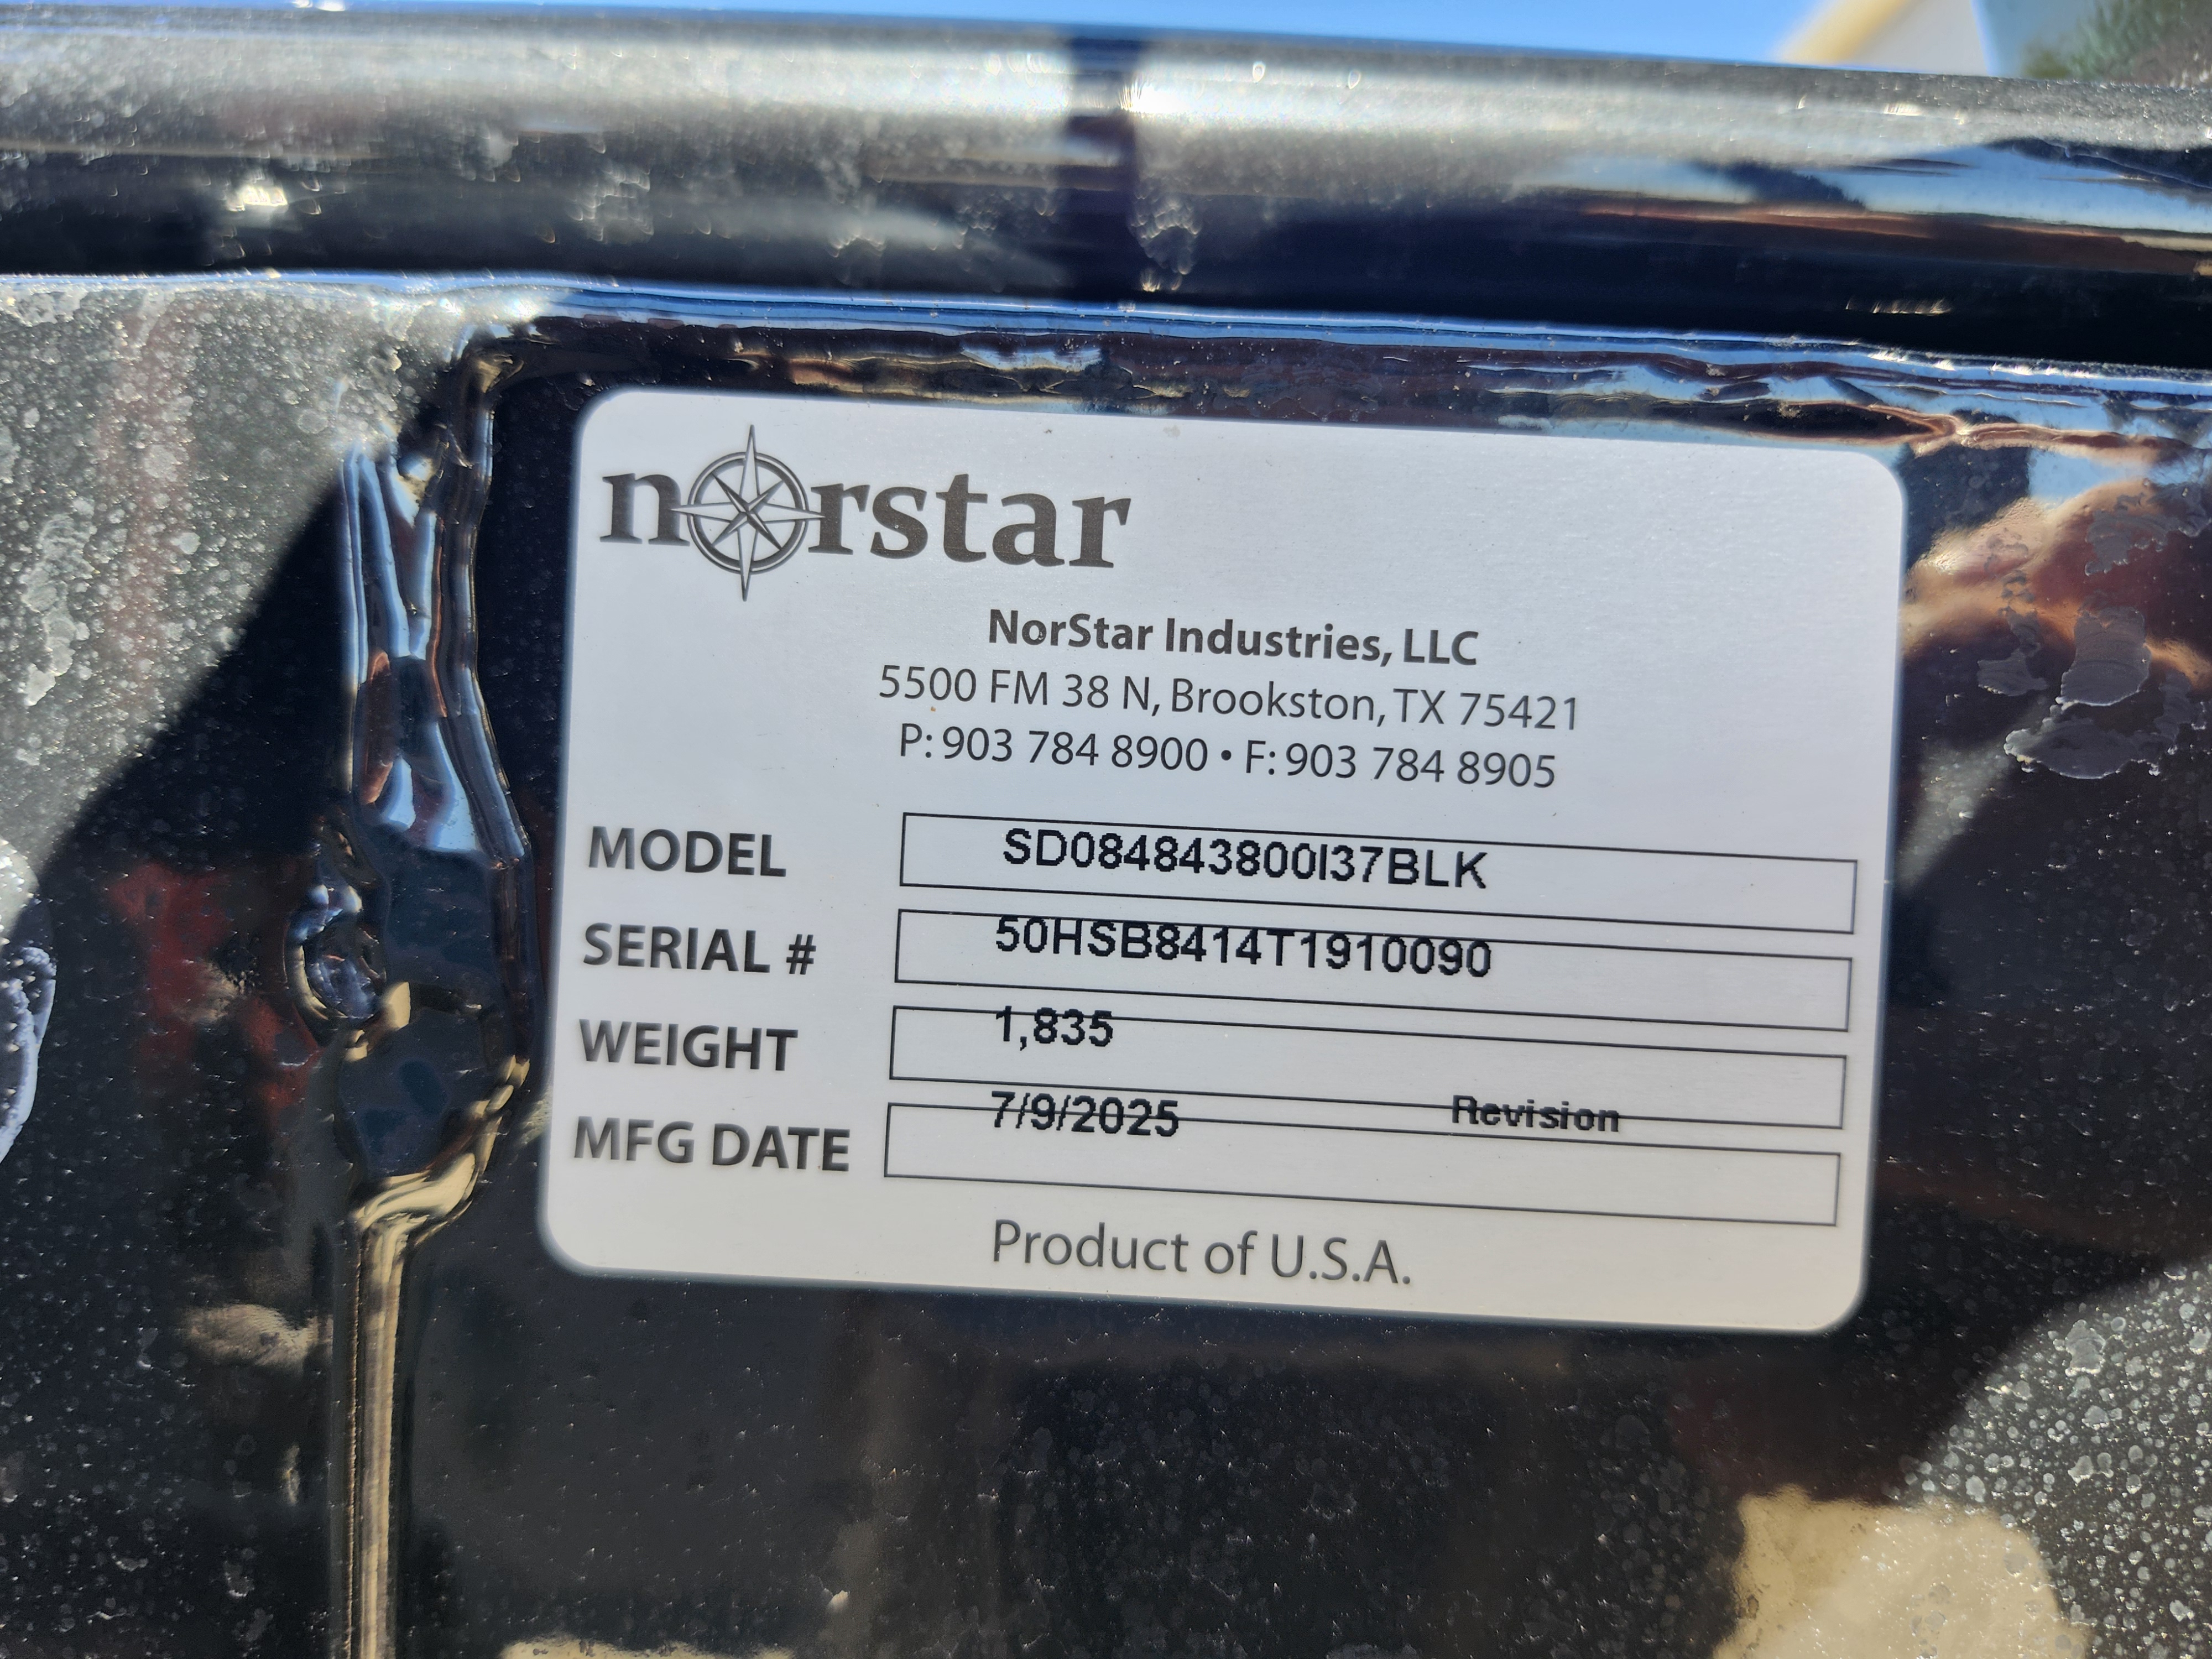 norstar
NorStar Industries, LLC
5500 FM 38 N, Brookston, TX 75421
P: 903 784 8900 • F: 903 784 8905
MODEL SD084843800I37BLK
SERIAL # 50HSB8414T1910090
WEIGHT 1,835
MFG DATE 7/9/2025 Revision
Product of U.S.A.